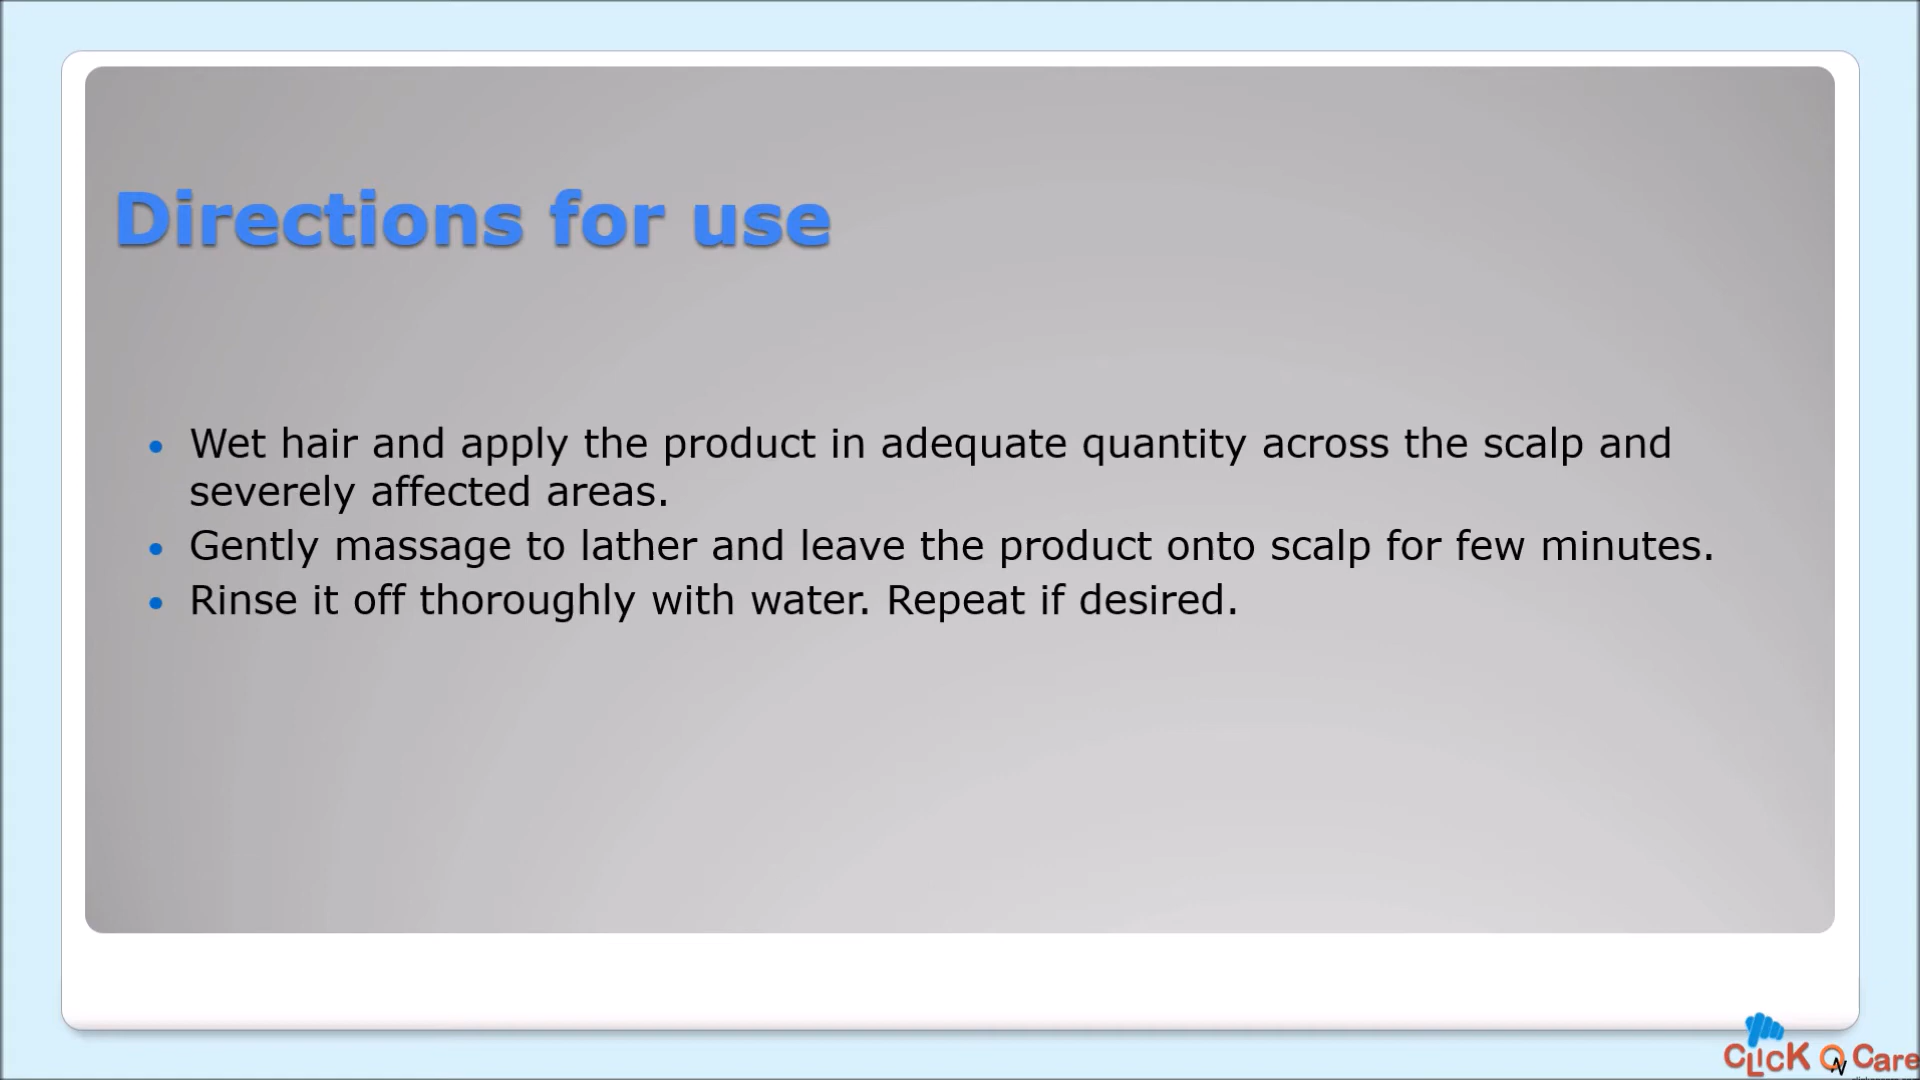 Directions for use
• Wet hair and apply the product in adequate quantity across the scalp and
severely affected areas.
• Gently massage to lather and leave the product onto scalp for few minutes.
• Rinse it off thoroughly with water. Repeat if desired.
Click On Care